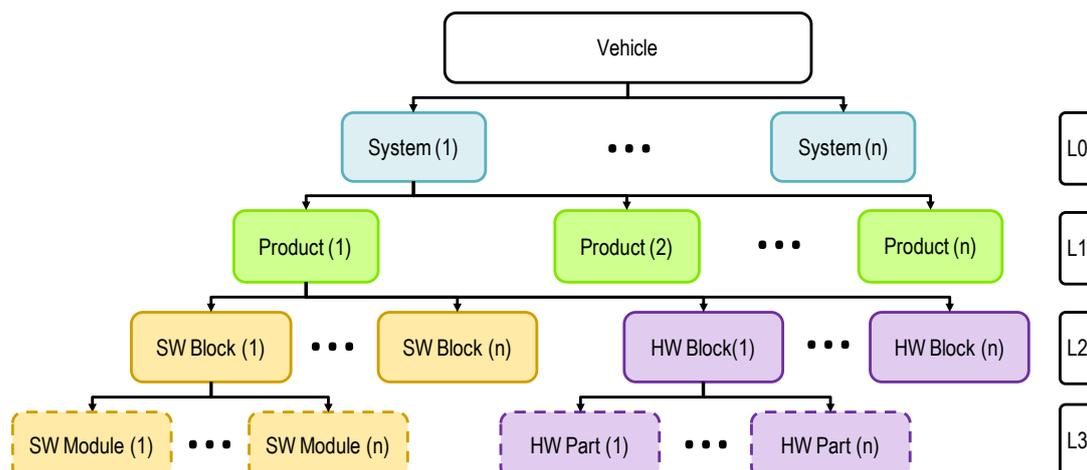 Vehicle
System (1) ... System (n) L0
Product (1) Product (2) ... Product (n) L1
SW Block (1) ... SW Block (n) HW Block(1) ... HW Block (n) L2
SW Module (1) ... SW Module (n) HW Part (1) ... HW Part (n) L3